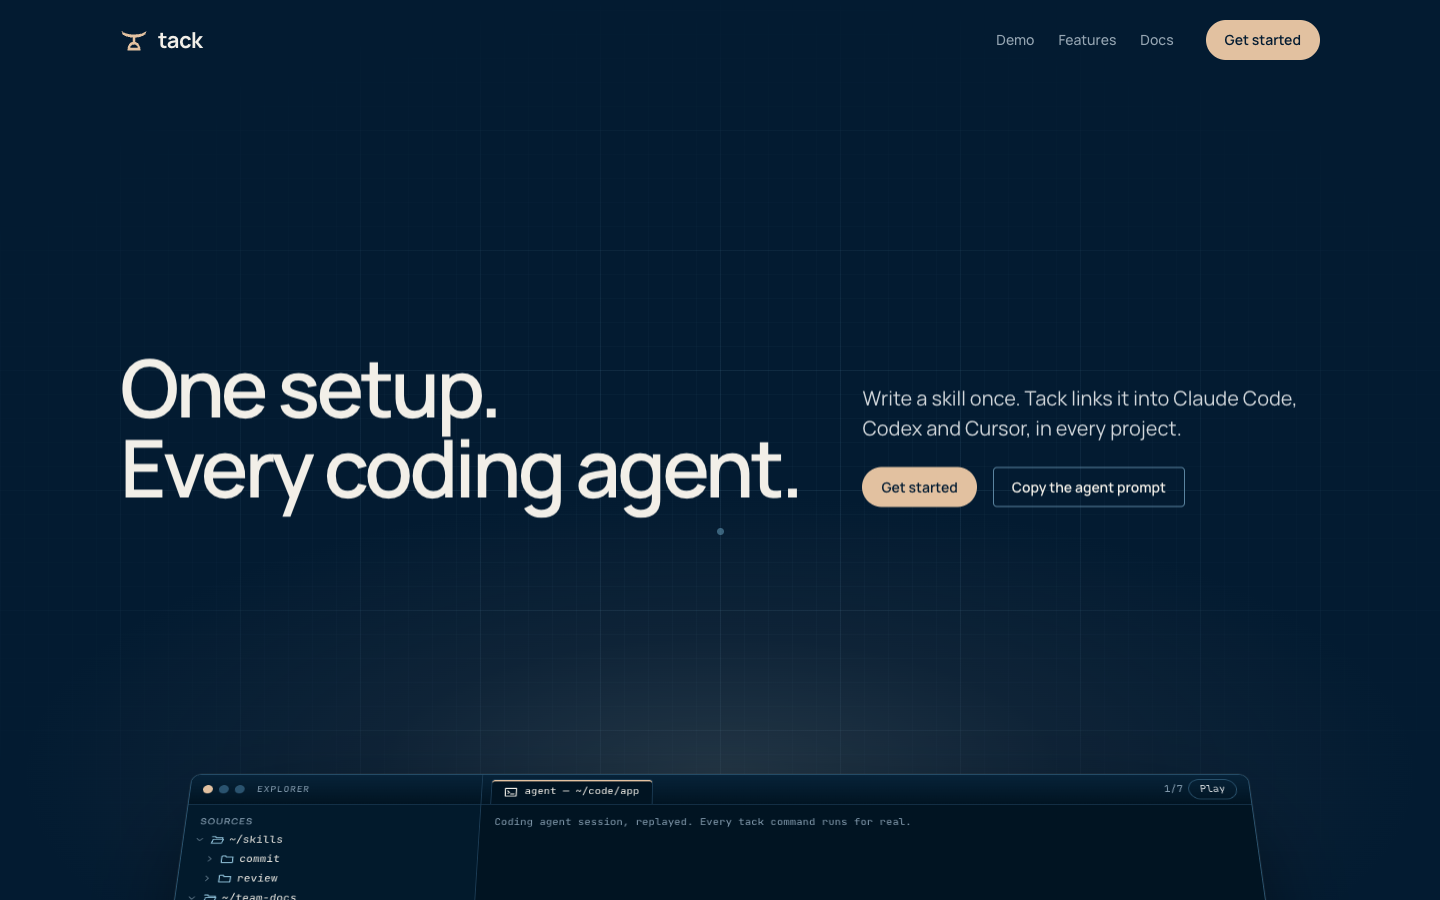 tack
Demo
Features
Docs
Get started
One setup.
Every coding agent.
Write a skill once. Tack links it into Claude Code,
Codex and Cursor, in every project.
Get started
Copy the agent prompt
EXPLORER
agent — ~/code/app
1/7
Play
SOURCES
~/skills
commit
review
~/team-docs
Coding agent session, replayed. Every tack command runs for real.